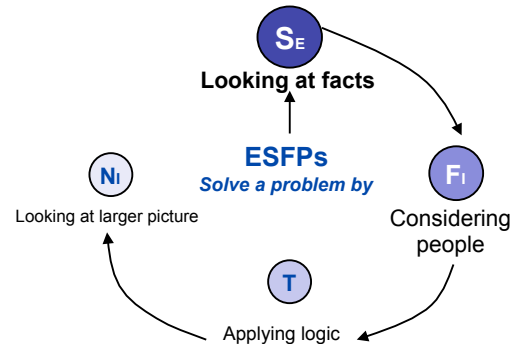 SE
Looking at facts
ESFPs
Solve a problem by
NI
Looking at larger picture
FI
Considering
people
T
Applying logic